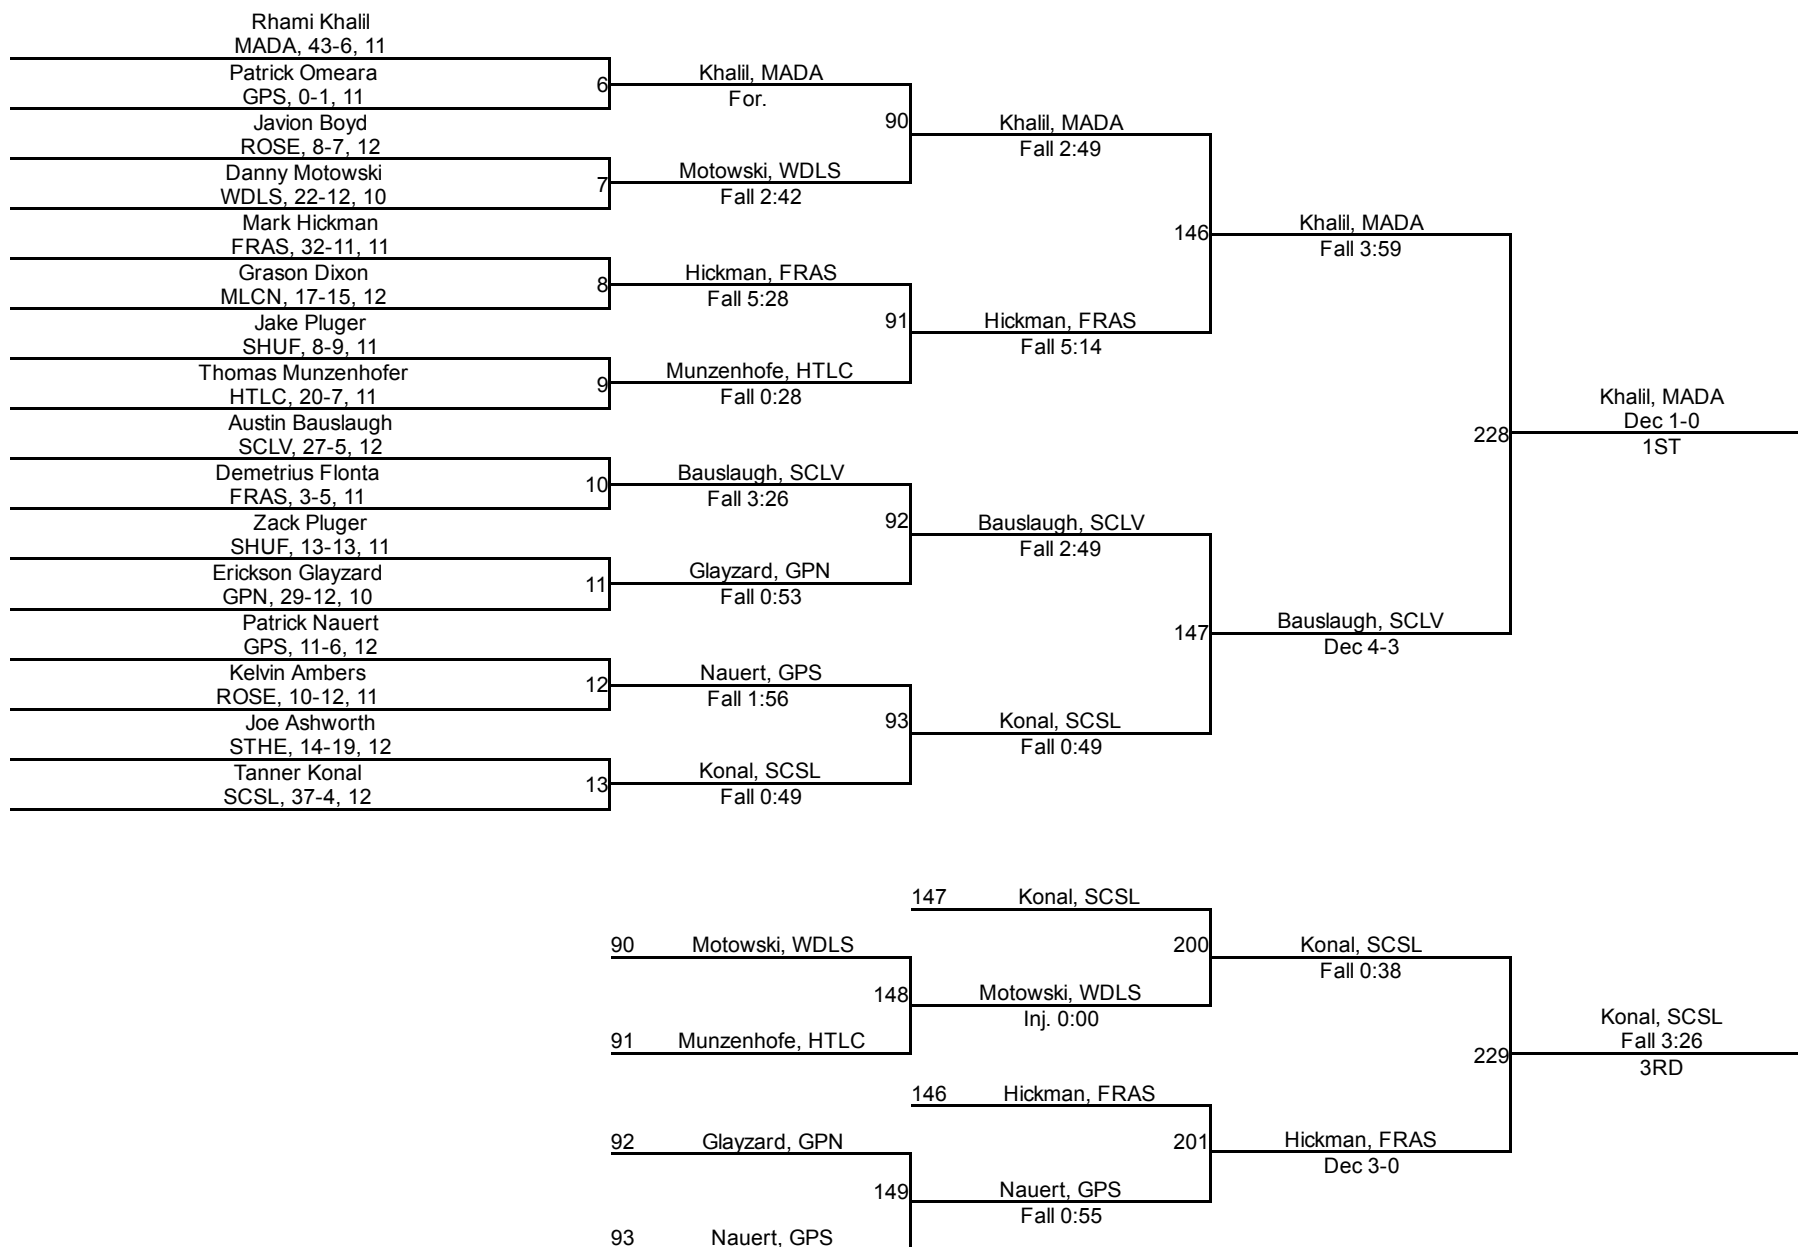 Rhami Khalil
MADA, 43-6, 11
Patrick Omeara
GPS, 0-1, 11
Javion Boyd
ROSE, 8-7, 12
Danny Motowski
WDLS, 22-12, 10
Mark Hickman
FRAS, 32-11, 11
Grason Dixon
MLCN, 17-15, 12
Jake Pluger
SHUF, 8-9, 11
Thomas Munzenhofer
HTLC, 20-7, 11
Austin Bauslaugh
SCLV, 27-5, 12
Demetrius Flonta
FRAS, 3-5, 11
Zack Pluger
SHUF, 13-13, 11
Erickson Glayzard
GPN, 29-12, 10
Patrick Nauert
GPS, 11-6, 12
Kelvin Ambers
ROSE, 10-12, 11
Joe Ashworth
STHE, 14-19, 12
Tanner Konal
SCSL, 37-4, 12
6
Khalil, MADA
For.
7
Motowski, WDLS
Fall 2:42
8
Hickman, FRAS
Fall 5:28
9
Munzenhofe, HTLC
Fall 0:28
10
Bauslaugh, SCLV
Fall 3:26
11
Glayzard, GPN
Fall 0:53
12
Nauert, GPS
Fall 1:56
13
Konal, SCSL
Fall 0:49
90
Khalil, MADA
Fall 2:49
91
Hickman, FRAS
Fall 5:14
92
Bauslaugh, SCLV
Fall 2:49
93
Konal, SCSL
Fall 0:49
146
Khalil, MADA
Fall 3:59
147
Bauslaugh, SCLV
Dec 4-3
228
Khalil, MADA
Dec 1-0
1ST
147 Konal, SCSL
90 Motowski, WDLS
148
Motowski, WDLS
Inj. 0:00
91 Munzenhofe, HTLC
200
Konal, SCSL
Fall 0:38
146 Hickman, FRAS
92 Glayzard, GPN
149
Nauert, GPS
Fall 0:55
93 Nauert, GPS
201
Hickman, FRAS
Dec 3-0
229
Konal, SCSL
Fall 3:26
3RD